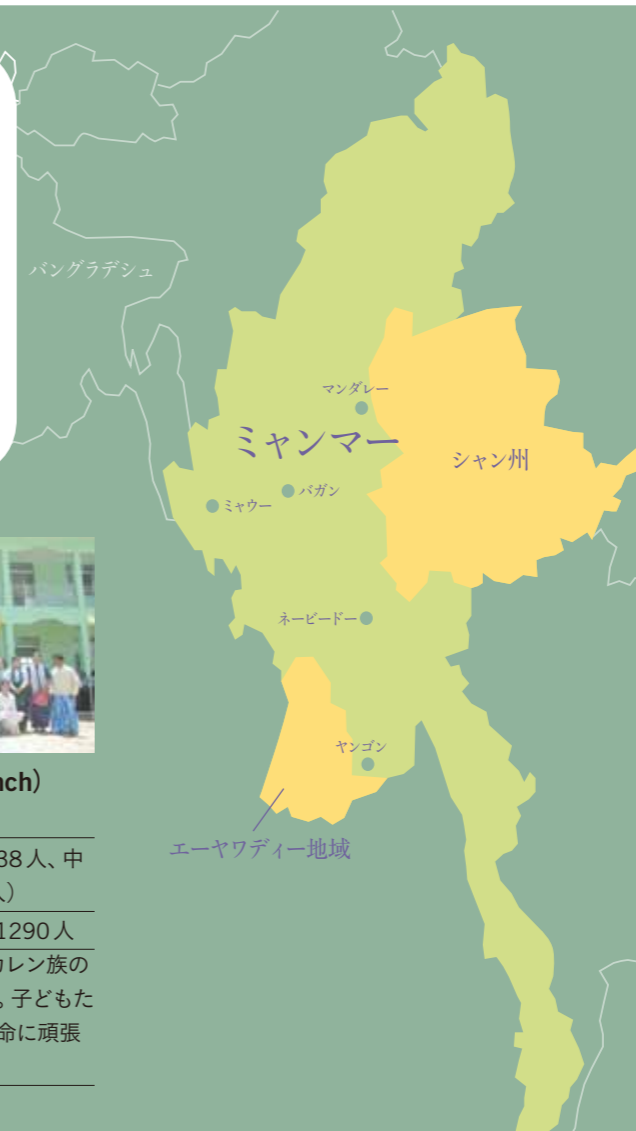 バングラデシュ
マンダレー
ミャンマー
シャン州
バガン
ミャウー
ネーピードー
ヤンゴン
エーヤワディー地域
nch）
38人、中
人）
1290人
カレン族の
。子どもた
命に頑張